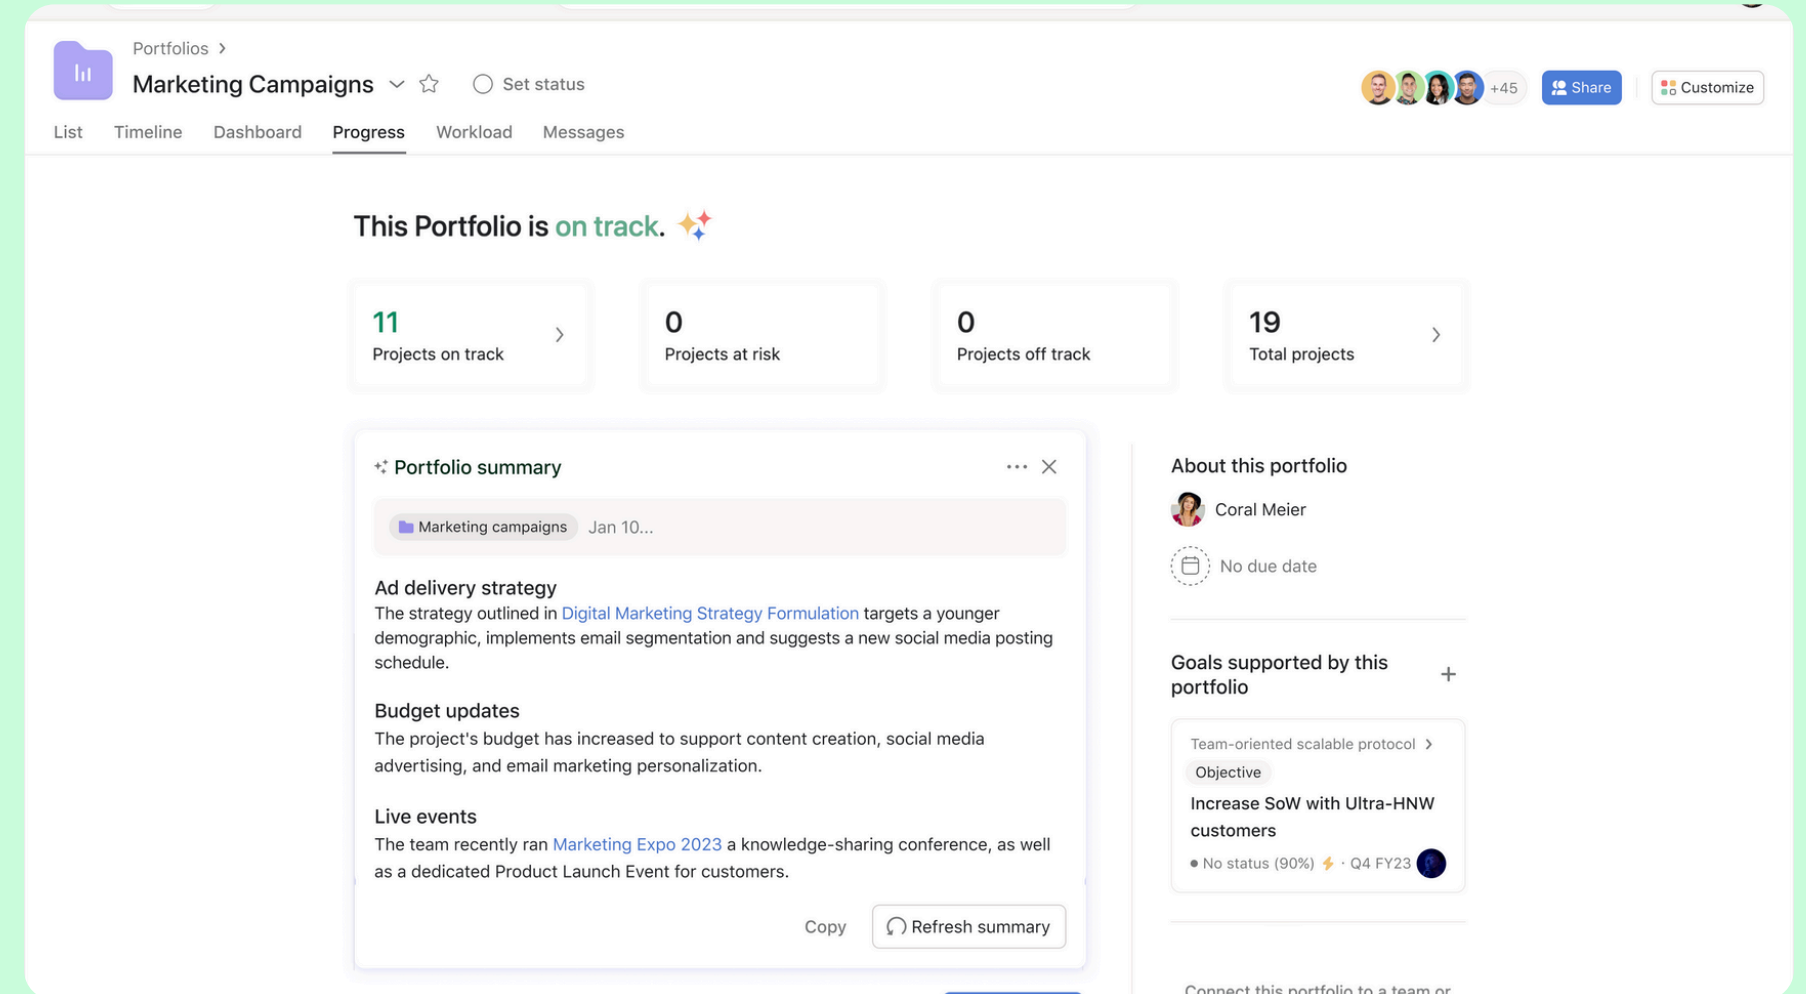 Portfolios
Marketing Campaigns
Set status
+45
Share
Customize
List
Timeline
Dashboard
Progress
Workload
Messages
This Portfolio is on track.
11
Projects on track
0
Projects at risk
0
Projects off track
19
Total projects
Portfolio summary
Marketing campaigns Jan 10...
Ad delivery strategy
The strategy outlined in Digital Marketing Strategy Formulation targets a younger
demographic, implements email segmentation and suggests a new social media posting
schedule.
Budget updates
The project's budget has increased to support content creation, social media
advertising, and email marketing personalization.
Live events
The team recently ran Marketing Expo 2023 a knowledge-sharing conference, as well
as a dedicated Product Launch Event for customers.
Copy
Refresh summary
About this portfolio
Coral Meier
No due date
Goals supported by this
portfolio
Team-oriented scalable protocol
Objective
Increase SoW with Ultra-HNW
customers
No status (90%) · Q4 FY23
Connect this portfolio to a team or